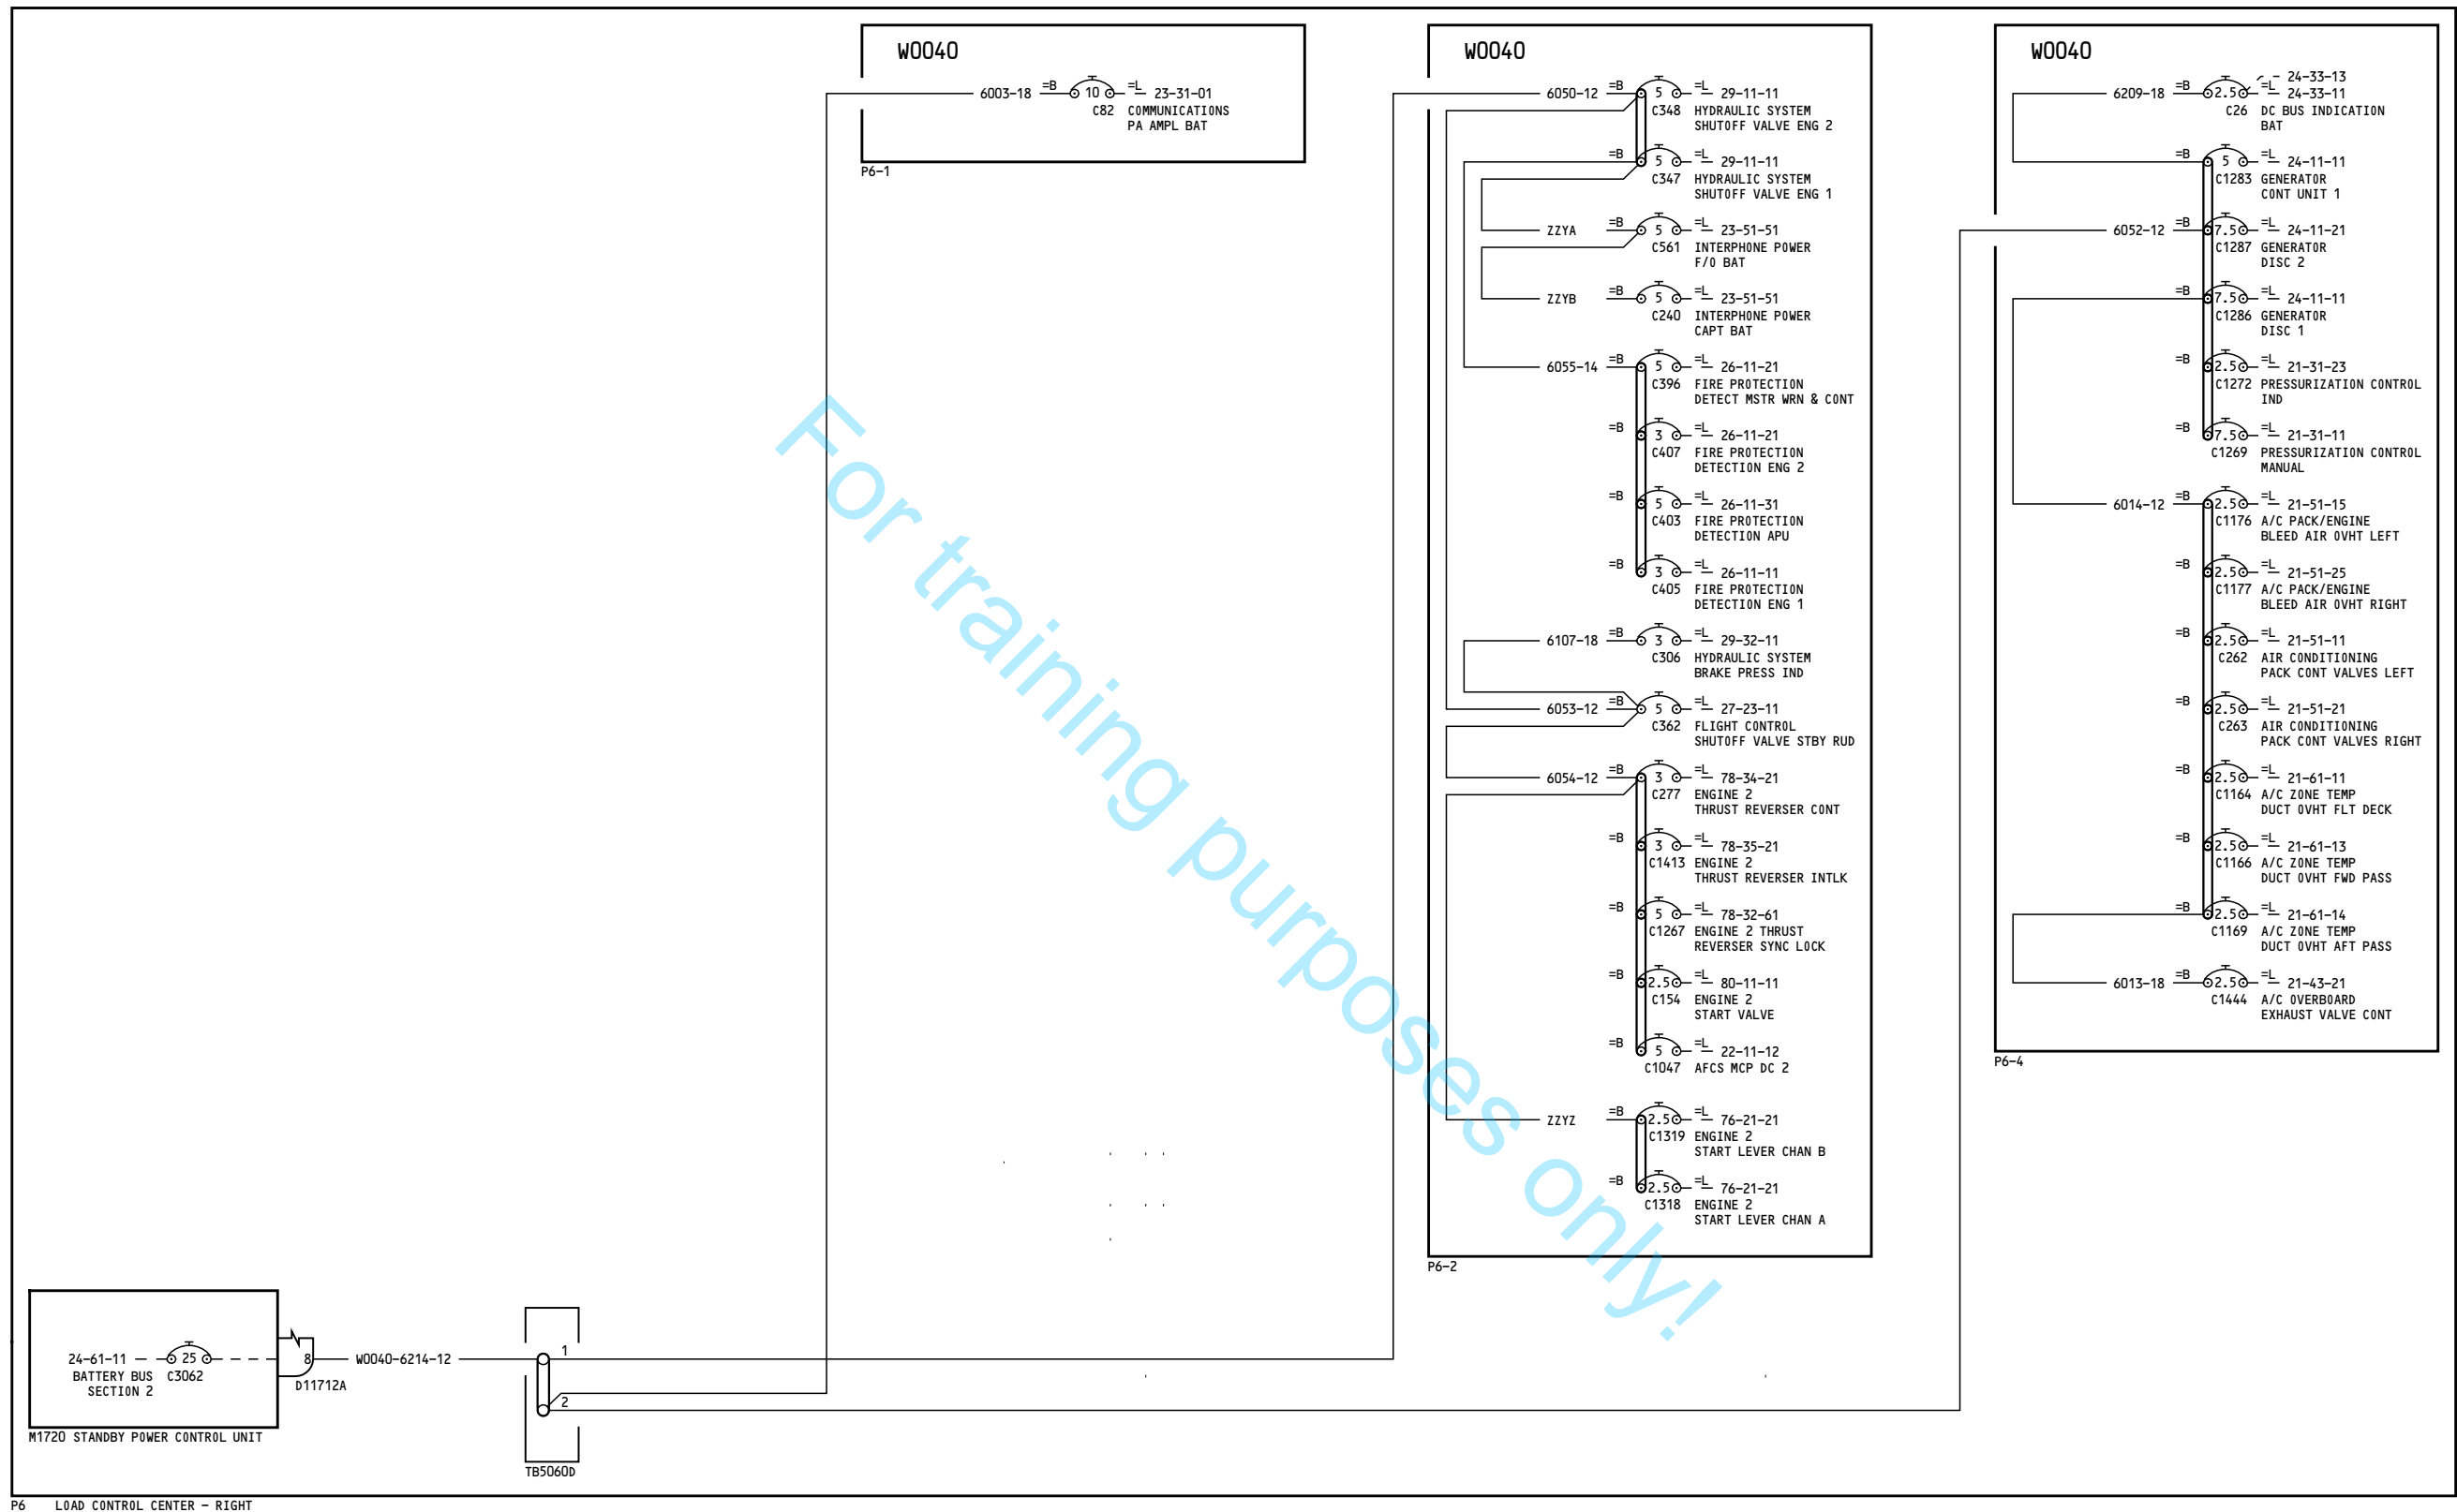 W0040
6003-18 =B 10 =L 23-31-01
C82 COMMUNICATIONS
PA AMPL BAT
P6-1
W0040
6050-12 =B 5 =L 29-11-11
C348 HYDRAULIC SYSTEM
SHUTOFF VALVE ENG 2
=B 5 =L 29-11-11
C347 HYDRAULIC SYSTEM
SHUTOFF VALVE ENG 1
ZZYA =B 5 =L 23-51-51
C561 INTERPHONE POWER
F/O BAT
ZZYB =B 5 =L 23-51-51
C240 INTERPHONE POWER
CAPT BAT
6055-14 =B 5 =L 26-11-21
C396 FIRE PROTECTION
DETECT MSTR WRN & CONT
=B 3 =L 26-11-21
C407 FIRE PROTECTION
DETECTION ENG 2
=B 5 =L 26-11-31
C403 FIRE PROTECTION
DETECTION APU
=B 3 =L 26-11-11
C405 FIRE PROTECTION
DETECTION ENG 1
6107-18 =B 3 =L 29-32-11
C306 HYDRAULIC SYSTEM
BRAKE PRESS IND
6053-12 =B 5 =L 27-23-11
C362 FLIGHT CONTROL
SHUTOFF VALVE STBY RUD
6054-12 =B 3 =L 78-34-21
C277 ENGINE 2
THRUST REVERSER CONT
=B 3 =L 78-35-21
C1413 ENGINE 2
THRUST REVERSER INTLK
=B 5 =L 78-32-61
C1267 ENGINE 2 THRUST
REVERSER SYNC LOCK
=B 2.5 =L 80-11-11
C154 ENGINE 2
START VALVE
=B 5 =L 22-11-12
C1047 AFCS MCP DC 2
ZZYZ =B 2.5 =L 76-21-21
C1319 ENGINE 2
START LEVER CHAN B
=B 2.5 =L 76-21-21
C1318 ENGINE 2
START LEVER CHAN A
P6-2
W0040
24-33-13
6209-18 =B 2.5 =L 24-33-11
C26 DC BUS INDICATION
BAT
=B 5 =L 24-11-11
C1283 GENERATOR
CONT UNIT 1
6052-12 =B 7.5 =L 24-11-21
C1287 GENERATOR
DISC 2
=B 7.5 =L 24-11-11
C1286 GENERATOR
DISC 1
=B 2.5 =L 21-31-23
C1272 PRESSURIZATION CONTROL
IND
=B 7.5 =L 21-31-11
C1269 PRESSURIZATION CONTROL
MANUAL
6014-12 =B 2.5 =L 21-51-15
C1176 A/C PACK/ENGINE
BLEED AIR OVHT LEFT
=B 2.5 =L 21-51-25
C1177 A/C PACK/ENGINE
BLEED AIR OVHT RIGHT
=B 2.5 =L 21-51-11
C262 AIR CONDITIONING
PACK CONT VALVES LEFT
=B 2.5 =L 21-51-21
C263 AIR CONDITIONING
PACK CONT VALVES RIGHT
=B 2.5 =L 21-61-11
C1164 A/C ZONE TEMP
DUCT OVHT FLT DECK
=B 2.5 =L 21-61-13
C1166 A/C ZONE TEMP
DUCT OVHT FWD PASS
=B 2.5 =L 21-61-14
C1169 A/C ZONE TEMP
DUCT OVHT AFT PASS
6013-18 =B 2.5 =L 21-43-21
C1444 A/C OVERBOARD
EXHAUST VALVE CONT
P6-4
For training purposes only!
24-61-11 25 8 W0040-6214-12 1
BATTERY BUS C3062
SECTION 2
D11712A
2
M1720 STANDBY POWER CONTROL UNIT
TB5060D
P6 LOAD CONTROL CENTER - RIGHT